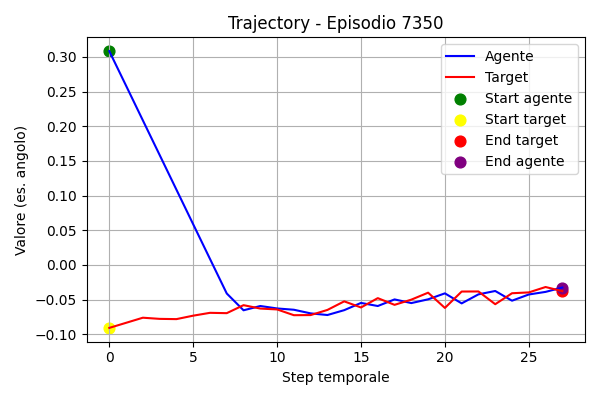 Trajectory - Episodio 7350
Valore (es. angolo)
0.30
0.25
0.20
0.15
0.10
0.05
0.00
−0.05
−0.10
Agente
Target
Start agente
Start target
End target
End agente
0 5 10 15 20 25
Step temporale